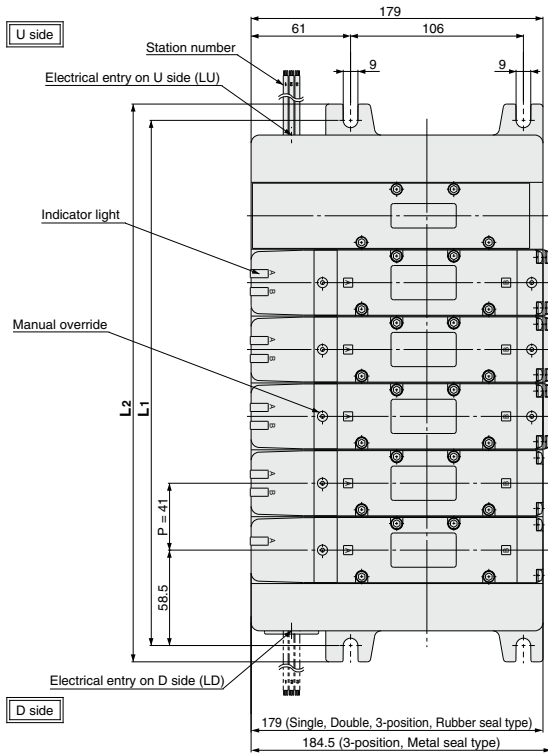 179
U side
61
106
Station number
9
9
Electrical entry on U side (LU)
Indicator light
A
B
A
B
Manual override
A
B
A
B
L2
L1
A
B
A
B
A
B
A
B
P = 41
A
B
A
A
B
58.5
Electrical entry on D side (LD)
D side
179 (Single, Double, 3-position, Rubber seal type)
184.5 (3-position, Metal seal type)